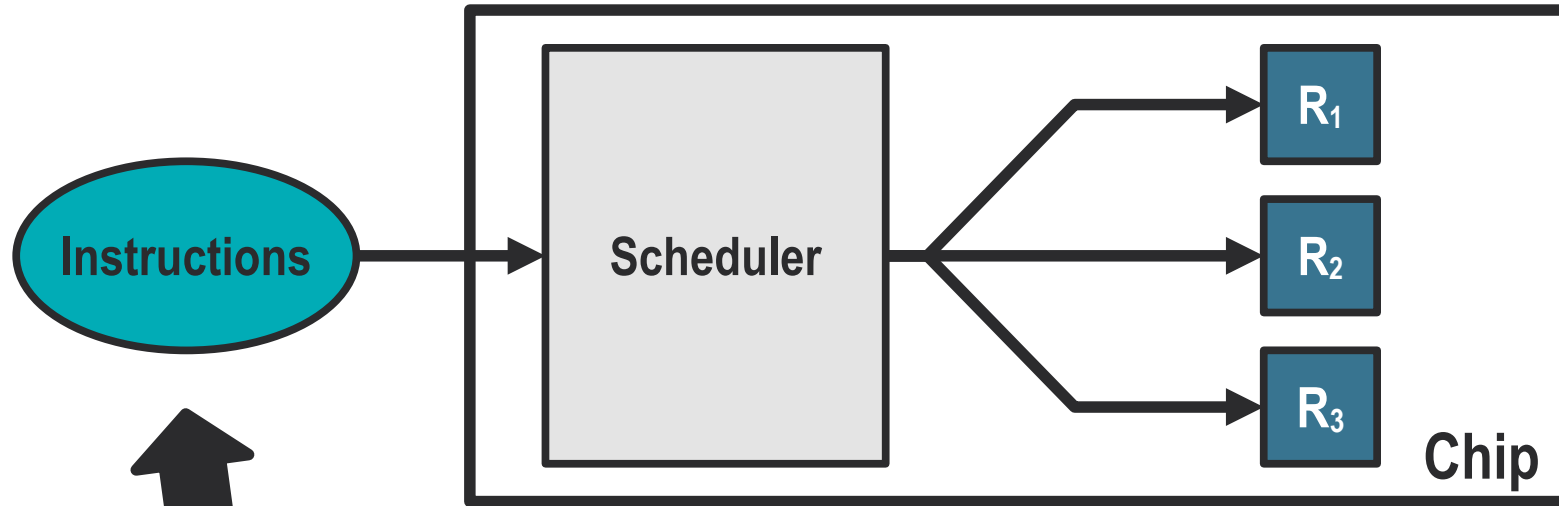 Instructions
Scheduler
R₁
R₂
R₃
Chip